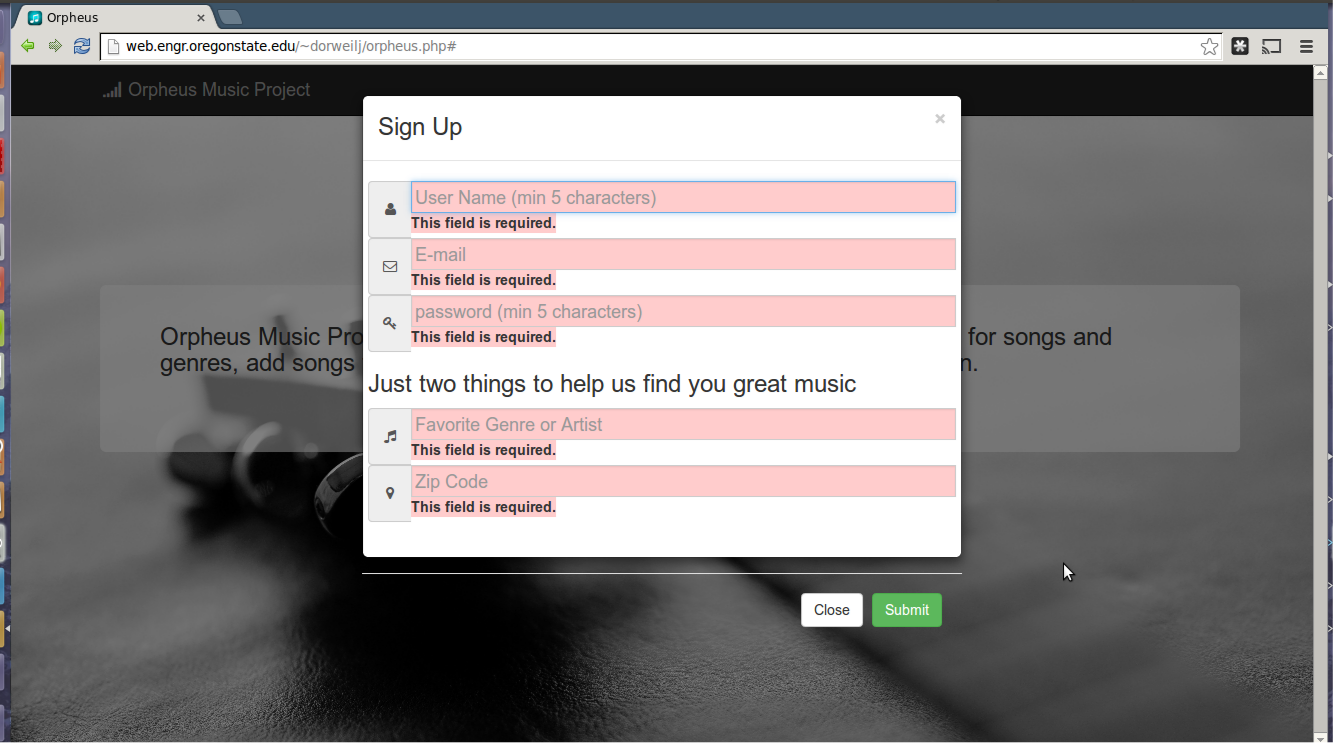 Orpheus
web.engr.oregonstate.edu/~dorweilj/orpheus.php#
Orpheus Music Project
Sign Up
×
User Name (min 5 characters)
This field is required.
E-mail
This field is required.
password (min 5 characters)
This field is required.
Orpheus Music Pro for songs and
genres, add songs n.
Just two things to help us find you great music
Favorite Genre or Artist
This field is required.
Zip Code
This field is required.
Close Submit